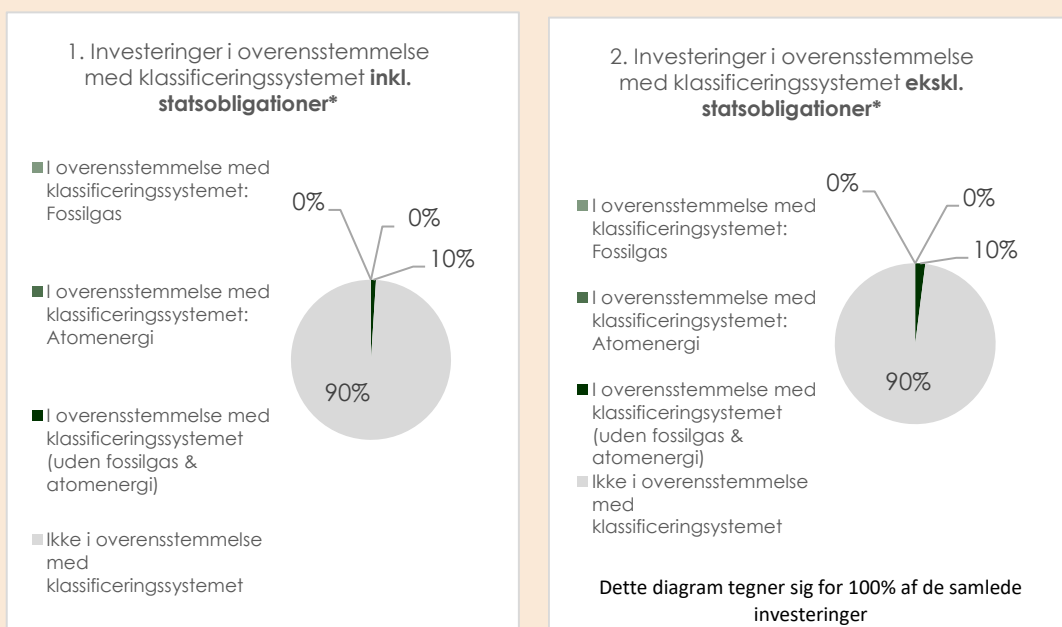 1. Investeringer i overensstemmelse
med klassificeringssystemet inkl.
statsobligationer*
I overensstemmelse med
klassificeringssystemet:
Fossilgas
I overensstemmelse med
klassificeringssystemet:
Atomenergi
I overensstemmelse med
klassificeringssystemet
(uden fossilgas &
atomenergi)
Ikke i overensstemmelse
med
klassificeringssystemet
0%
0%
10%
90%
2. Investeringer i overensstemmelse
med klassificeringssystemet ekskl.
statsobligationer*
I overensstemmelse med
klassificeringsystemet:
Fossilgas
I overensstemmelse med
klassificeringssystemet:
Atomenergi
I overensstemmelse med
klassificeringssystemet
(uden fossilgas &
atomenergi)
Ikke i overensstemmelse
med
klassificeringsystemet
0%
0%
10%
90%
Dette diagram tegner sig for 100% af de samlede
investeringer